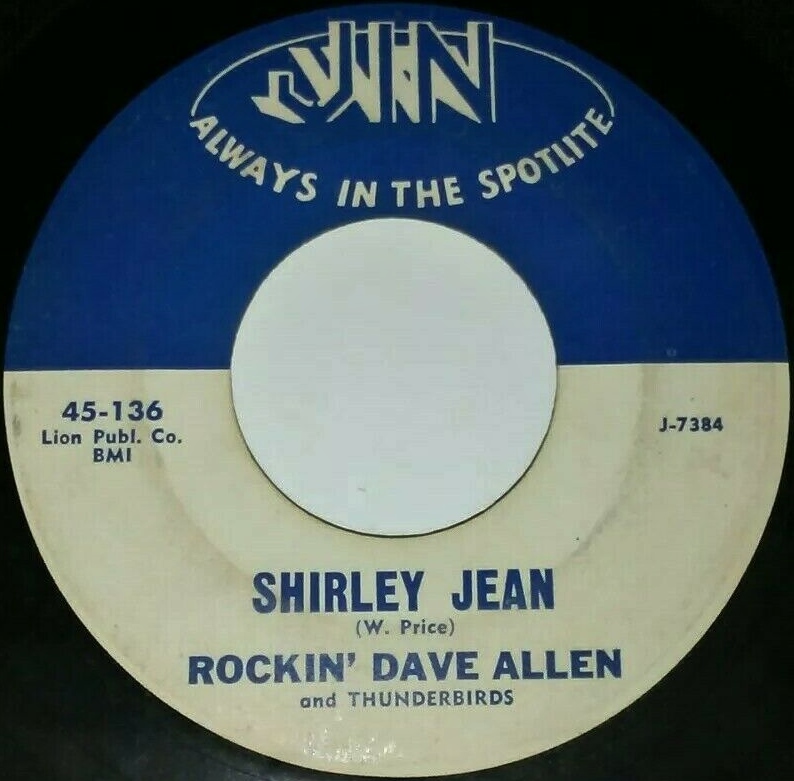 JIN
ALWAYS IN THE SPOTLITE
45-136
Lion Publ. Co.
BMI
J-7384
SHIRLEY JEAN
(W. Price)
ROCKIN' DAVE ALLEN
and THUNDERBIRDS